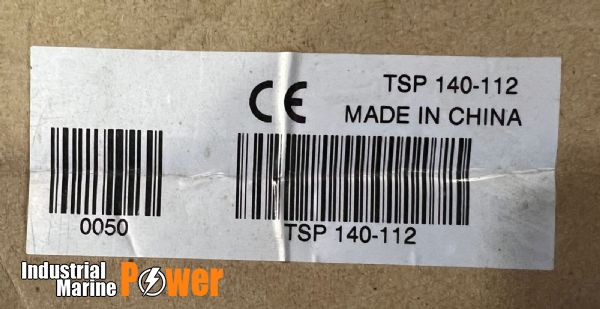 TSP 140-112
CE
MADE IN CHINA
0050
TSP 140-112
Industrial
Marine Power